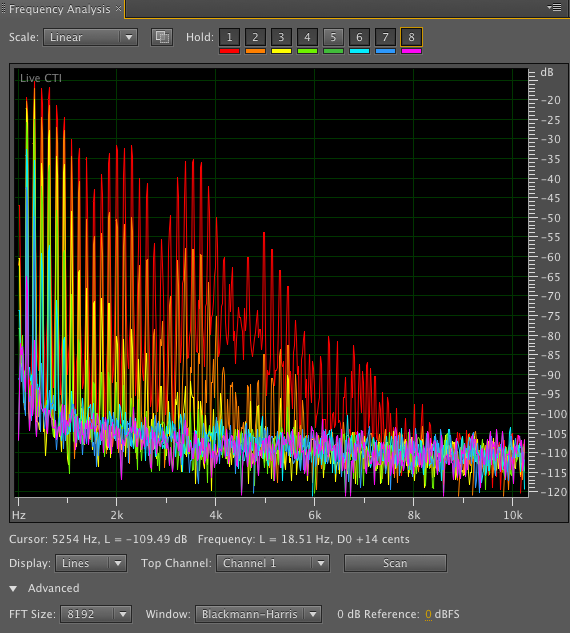 Frequency Analysis ×
Scale: Linear Hold: 1 2 3 4 5 6 7 8
Live CTI
dB
-20
-25
-30
-35
-40
-45
-50
-55
-60
-65
-70
-75
-80
-85
-90
-95
-100
-105
-110
-115
-120
Hz 2k 4k 6k 8k 10k
Cursor: 5254 Hz, L = -109.49 dB Frequency: L = 18.51 Hz, D0 +14 cents
Display: Lines Top Channel: Channel 1 Scan
Advanced
FFT Size: 8192 Window: Blackmann-Harris 0 dB Reference: 0 dBFS